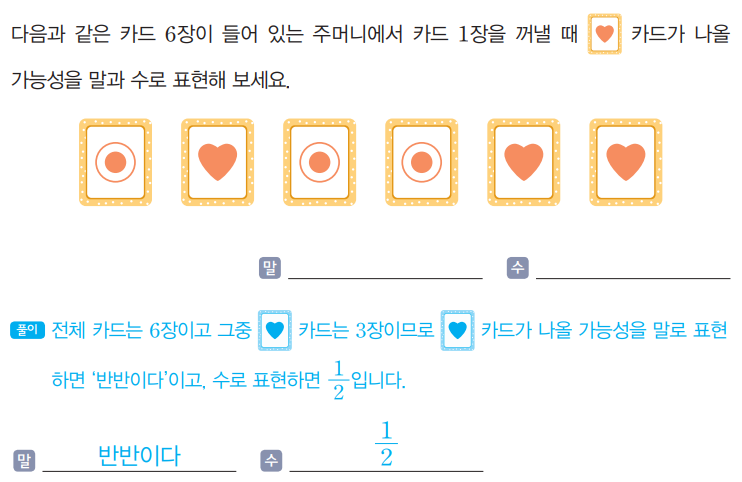 다음과 같은 카드 6장이 들어 있는 주머니에서 카드 1장을 꺼낼 때 카드가 나올
가능성을 말과 수로 표현해 보세요.
말 수
풀이 전체 카드는 6장이고 그중 카드는 3장이므로 카드가 나올 가능성을 말로 표현
하면 ‘반반이다’이고, 수로 표현하면 1/2입니다.
말 반반이다 수 1/2